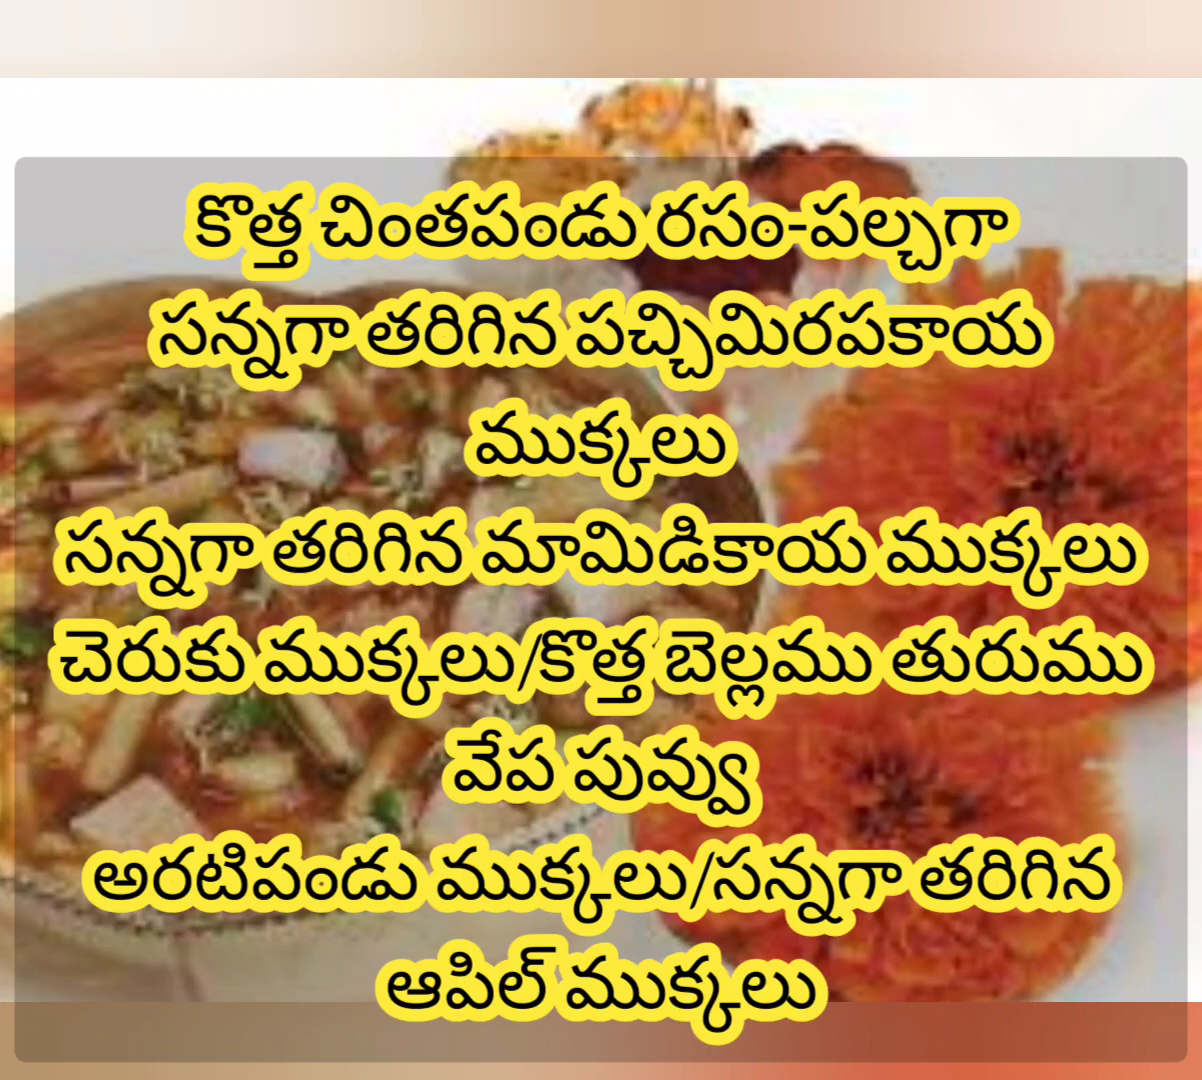 కొత్త చింతపండు రసం-పల్చగా
సన్నగా తరిగిన పచ్చిమిరపకాయ
ముక్కలు
సన్నగా తరిగిన మామిడికాయ ముక్కలు
చెరుకు ముక్కలు/కొత్త బెల్లము తురుము
వేప పువ్వు
అరటిపండు ముక్కలు/సన్నగా తరిగిన
ఆపిల్ ముక్కలు